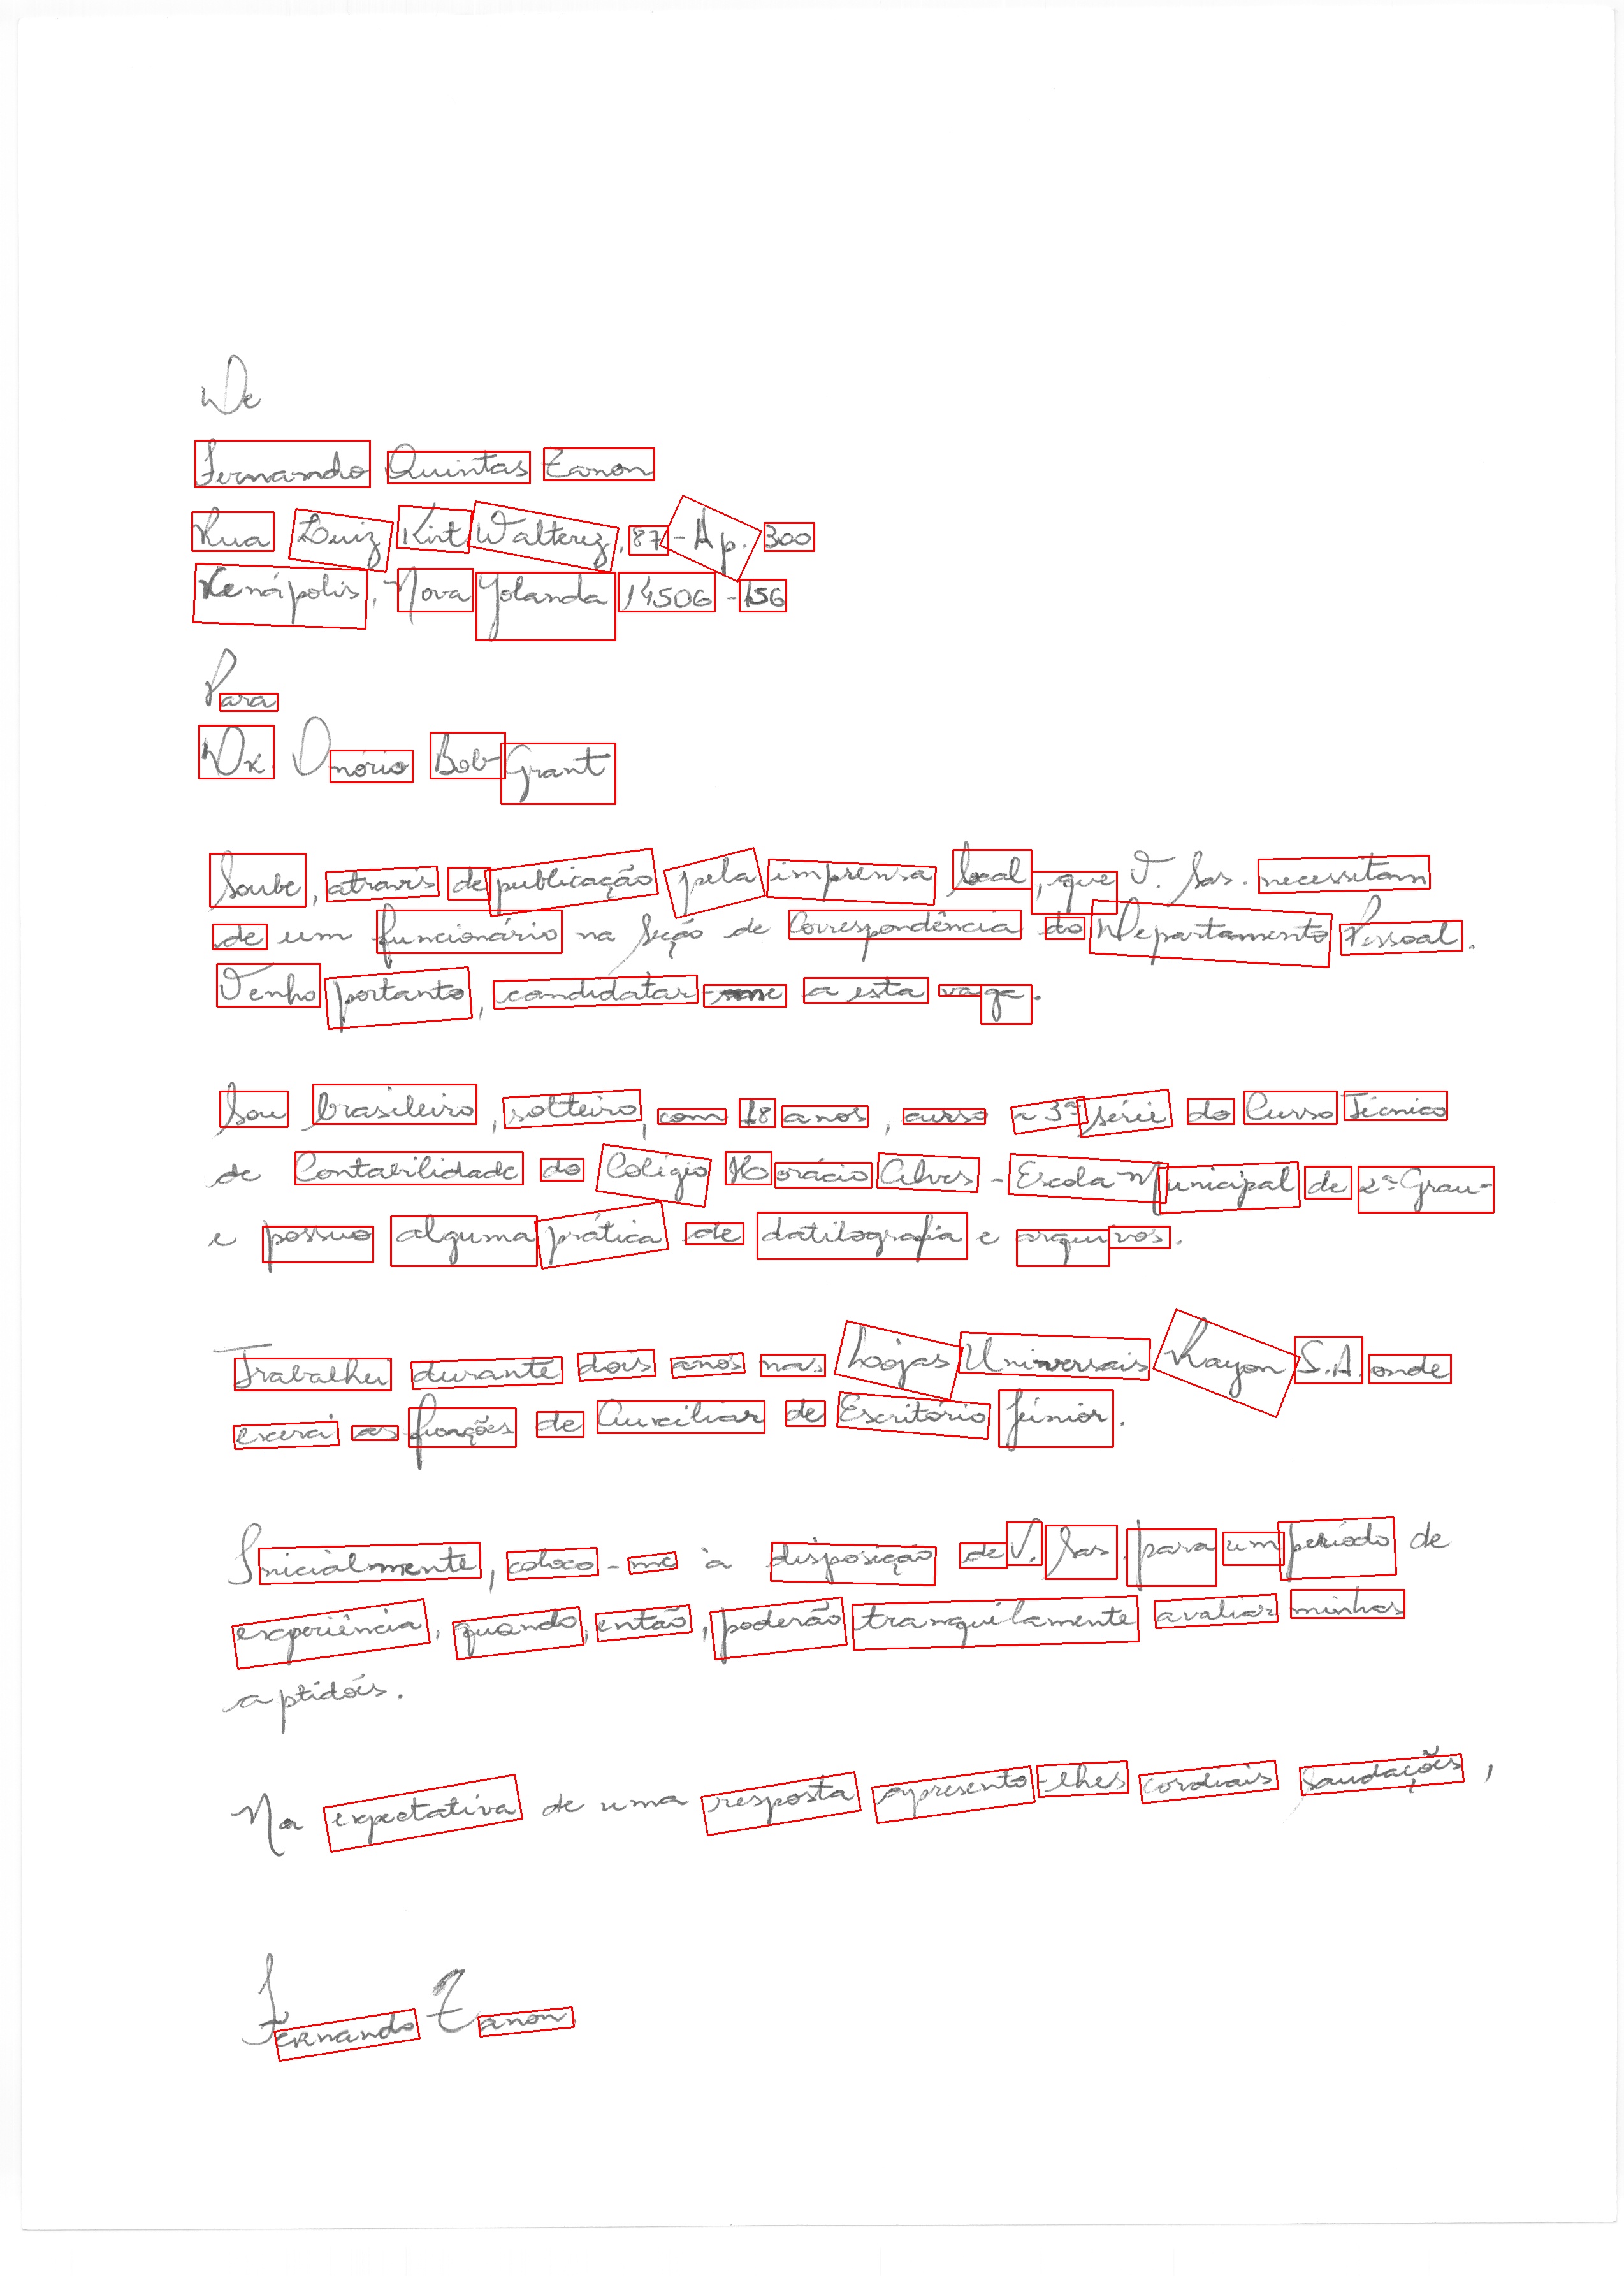 De
Fernando Quintas Zanon
Rua Luiz Kirt Walterez, 87 - Ap. 300
Xenápolis, Nova Yolanda 14506-156
Para
Dr. Onório Bob Grant
Soube, através de publicação pela imprensa local, que V. Sas. necessitam
de um funcionário na Seção de Correspondência do Departamento Pessoal.
Venho portanto, candidatar-me a esta vaga.
Sou brasileiro, solteiro, com 18 anos, curso a 3ª série do Curso Técnico
de Contabilidade do Colégio Horácio Alves - Escola Municipal de 2º Grau -
e possuo alguma prática de datilografia e arquivos.
Trabalhei durante dois anos nas Lojas Universais Rayon S.A. onde
exerci as funções de Auxiliar de Escritório Júnior.
Inicialmente, coloco-me à disposição de V. Sas. para um período de
experiência, quando, então, poderão tranquilamente avaliar minhas
aptidões.
Na expectativa de uma resposta apresento-lhes cordiais saudações,
Fernando Zanon